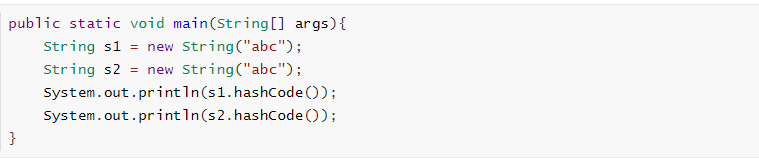 public static void main(String[] args){
    String s1 = new String("abc");
    String s2 = new String("abc");
    System.out.println(s1.hashCode());
    System.out.println(s2.hashCode());
}